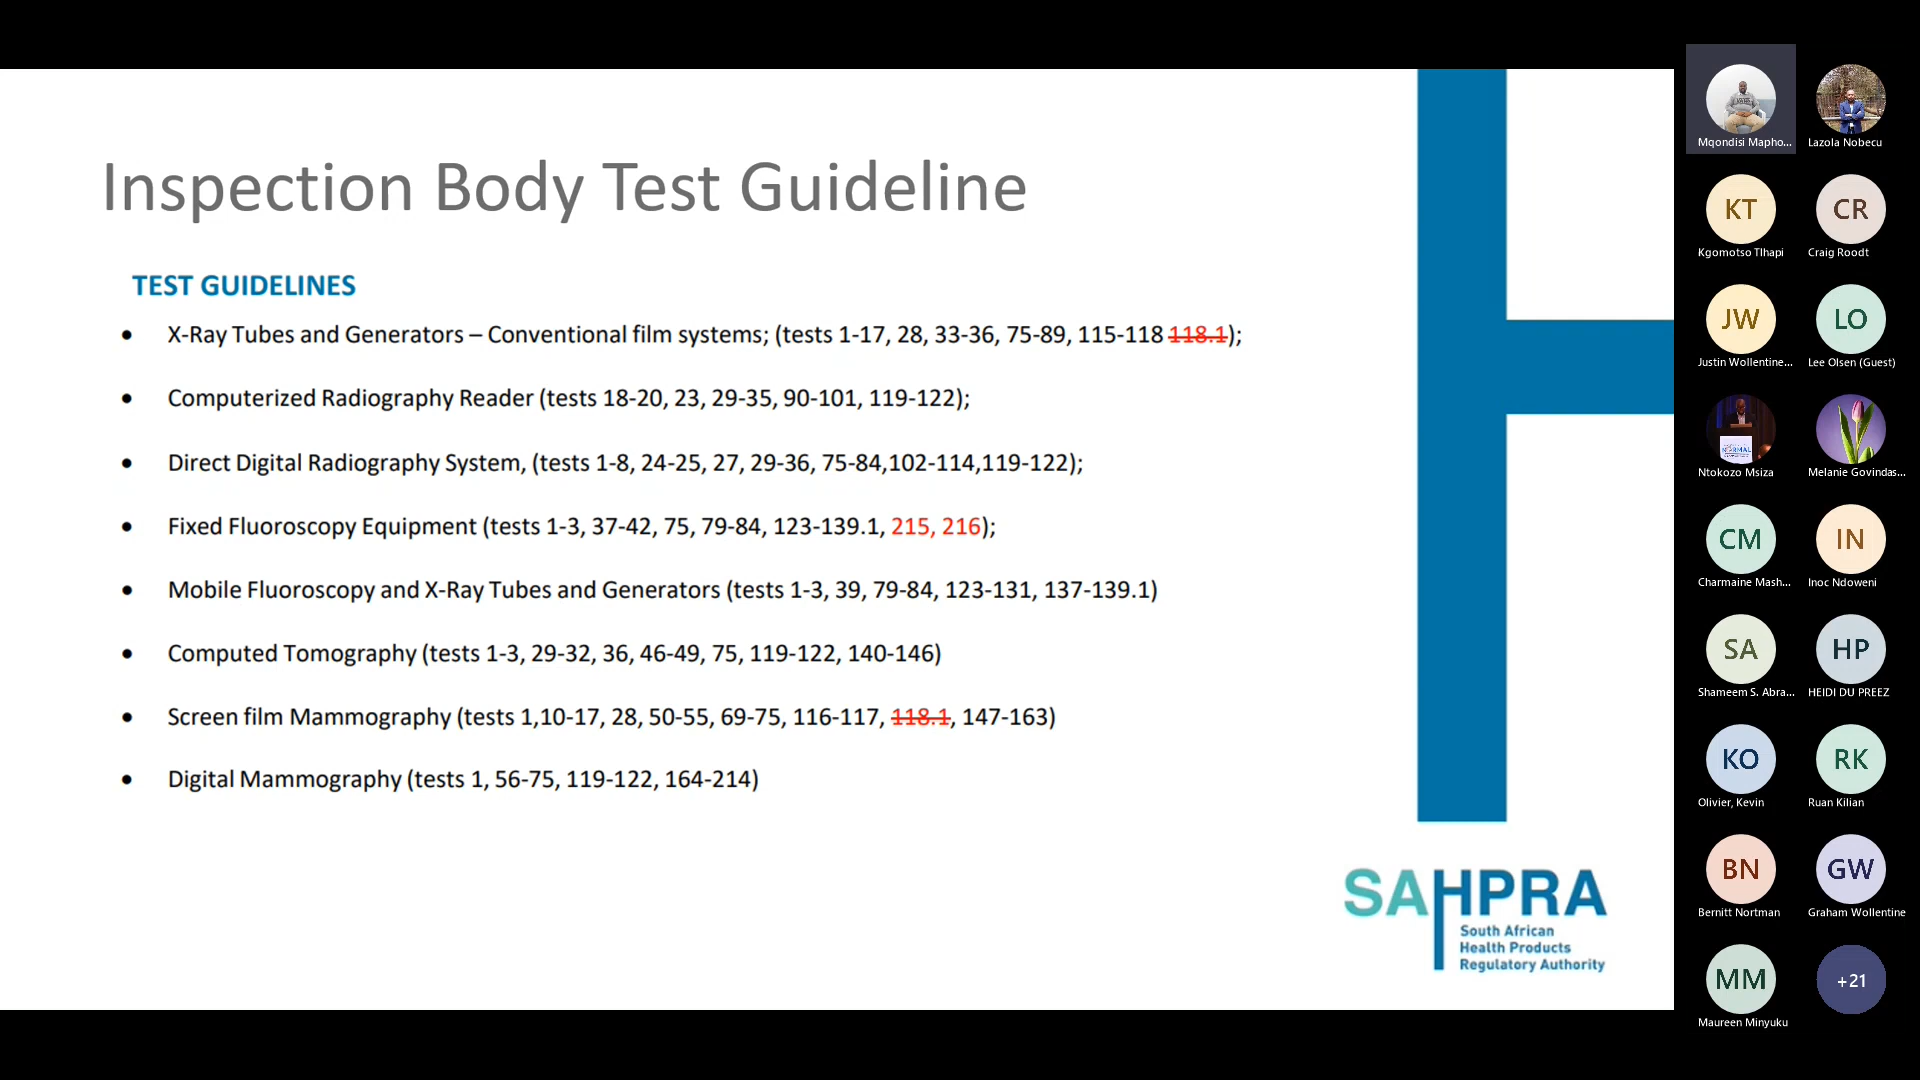 Inspection Body Test Guideline
TEST GUIDELINES
• X-Ray Tubes and Generators – Conventional film systems; (tests 1-17, 28, 33-36, 75-89, 115-118 118.1);
• Computerized Radiography Reader (tests 18-20, 23, 29-35, 90-101, 119-122);
• Direct Digital Radiography System, (tests 1-8, 24-25, 27, 29-36, 75-84,102-114,119-122);
• Fixed Fluoroscopy Equipment (tests 1-3, 37-42, 75, 79-84, 123-139.1, 215, 216);
• Mobile Fluoroscopy and X-Ray Tubes and Generators (tests 1-3, 39, 79-84, 123-131, 137-139.1)
• Computed Tomography (tests 1-3, 29-32, 36, 46-49, 75, 119-122, 140-146)
• Screen film Mammography (tests 1,10-17, 28, 50-55, 69-75, 116-117, 118.1, 147-163)
• Digital Mammography (tests 1, 56-75, 119-122, 164-214)
SAHPRA
South African
Health Products
Regulatory Authority
Mqondisi Mapho...
Lazola Nobecu
KT
CR
Kgomotso Tlhapi
Craig Roodt
JW
LO
Justin Wollentine...
Lee Olsen (Guest)
Ntokozo Msiza
Melanie Govindas...
CM
IN
Charmaine Mash...
Inoc Ndoweni
SA
HP
Shameem S. Abra...
HEIDI DU PREEZ
KO
RK
Olivier, Kevin
Ruan Kilian
BN
GW
Bernitt Nortman
Graham Wollentine
MM
+21
Maureen Minyuku